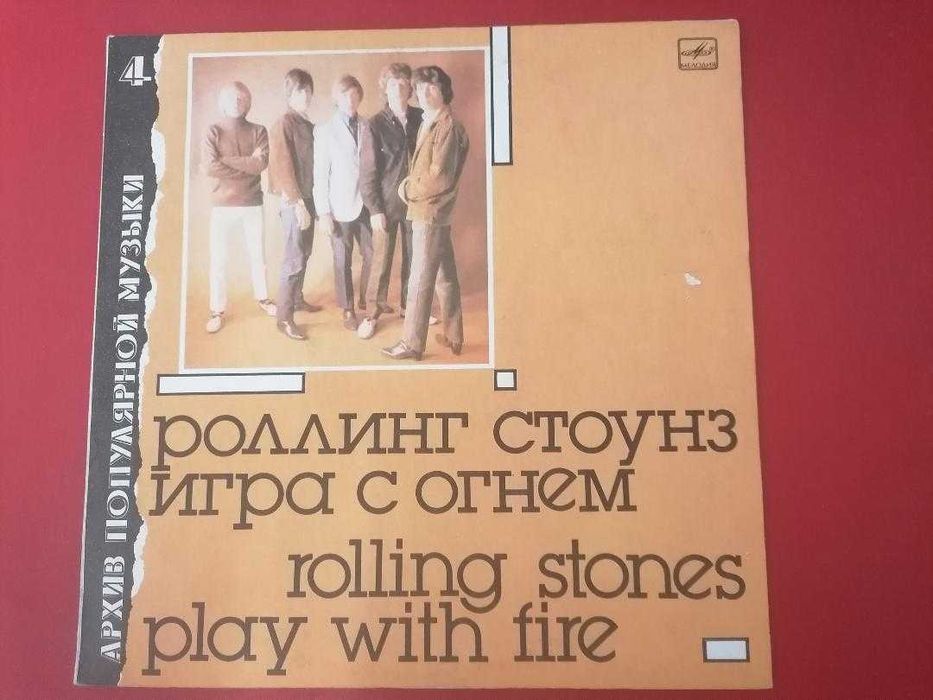 АРХИВ ПОПУЛЯРНОЙ МУЗЫКИ 4
МЕЛОДИЯ
РОЛЛИНГ СТОУНЗ
ИГРА С ОГНЕМ
rolling stones
play with fire